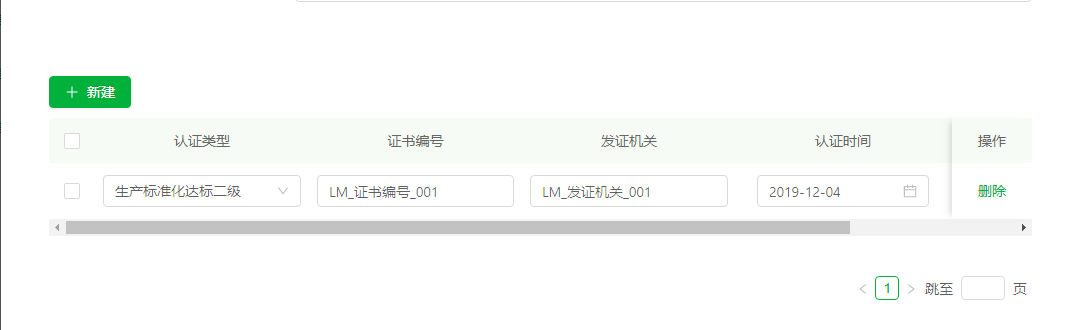 新建
认证类型 证书编号 发证机关 认证时间 操作
生产标准化达标二级 LM_证书编号_001 LM_发证机关_001 2019-12-04 删除
1 跳至 页